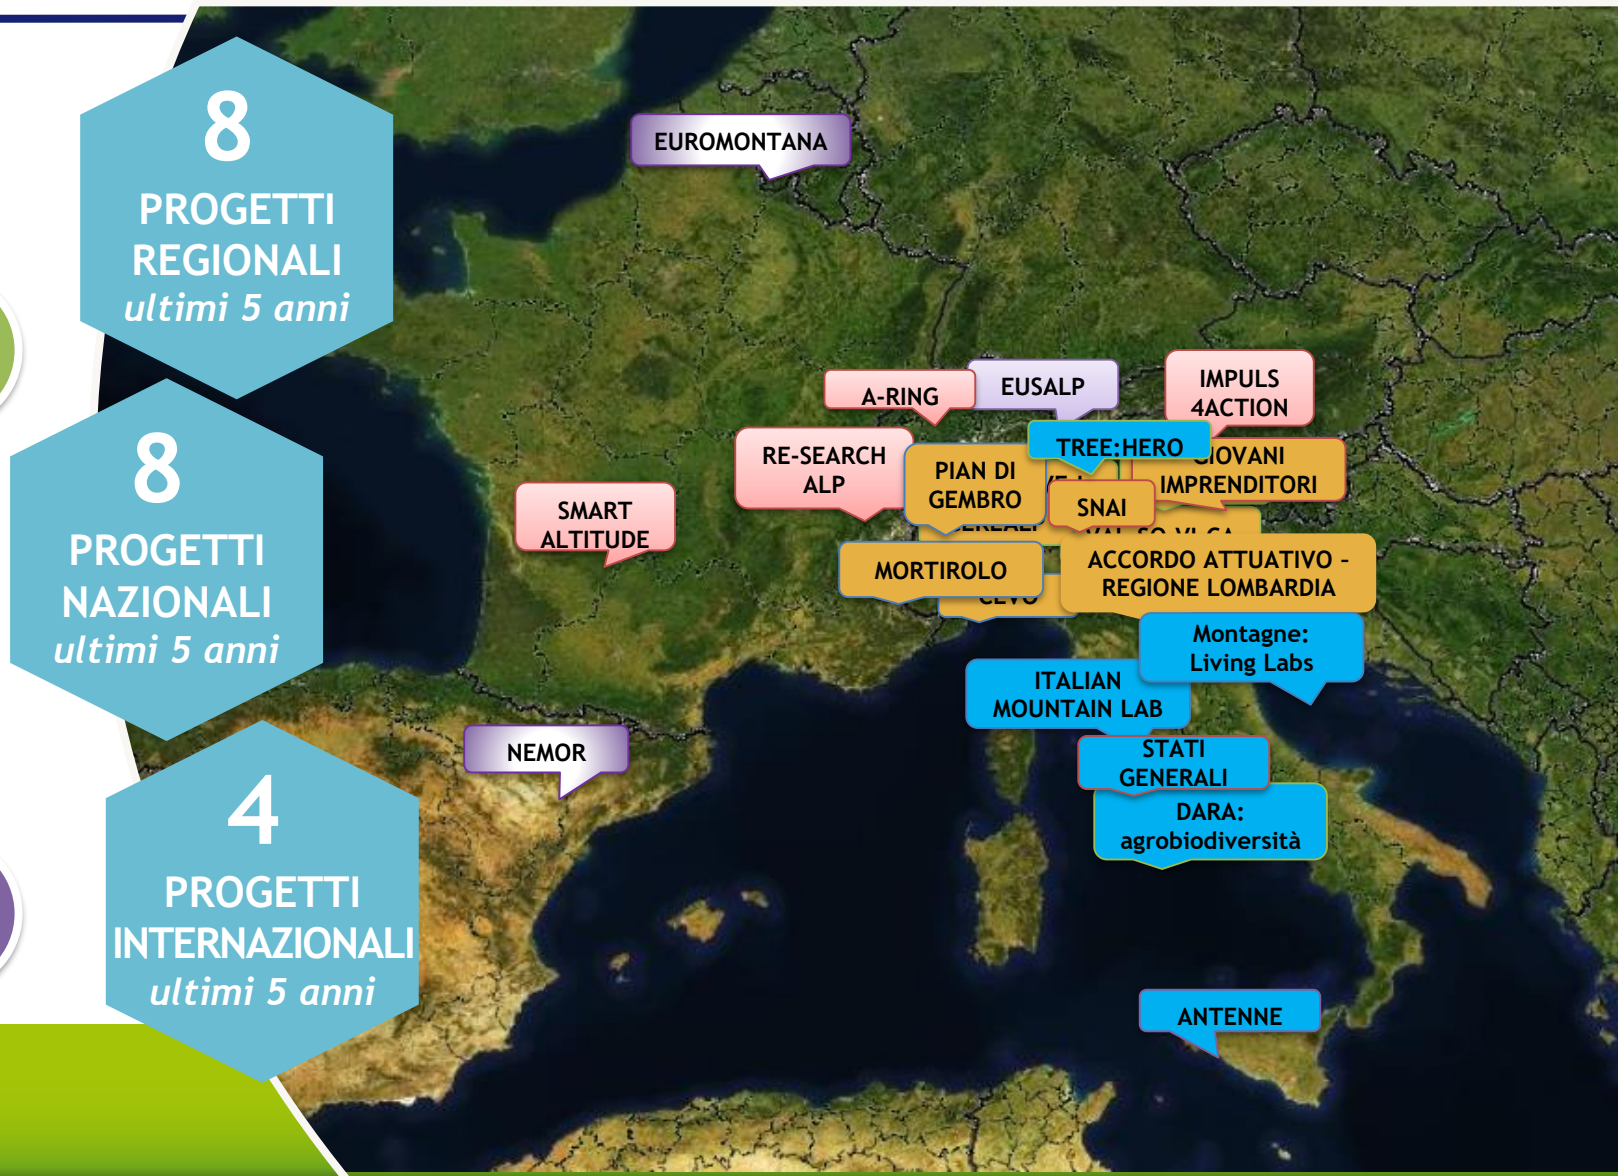 8
PROGETTI
REGIONALI
ultimi 5 anni
8
PROGETTI
NAZIONALI
ultimi 5 anni
4
PROGETTI
INTERNAZIONALI
ultimi 5 anni
EUROMONTANA
A-RING
EUSALP
IMPULS
4ACTION
TREE:HERO
RE-SEARCH
ALP
PIAN DI
GEMBRO
GIOVANI
IMPRENDITORI
SNAI
SMART
ALTITUDE
MORTIROLO
ACCORDO ATTUATIVO –
REGIONE LOMBARDIA
CEVO
Montagne:
Living Labs
ITALIAN
MOUNTAIN LAB
STATI
GENERALI
NEMOR
DARA:
agrobiodiversità
ANTENNE